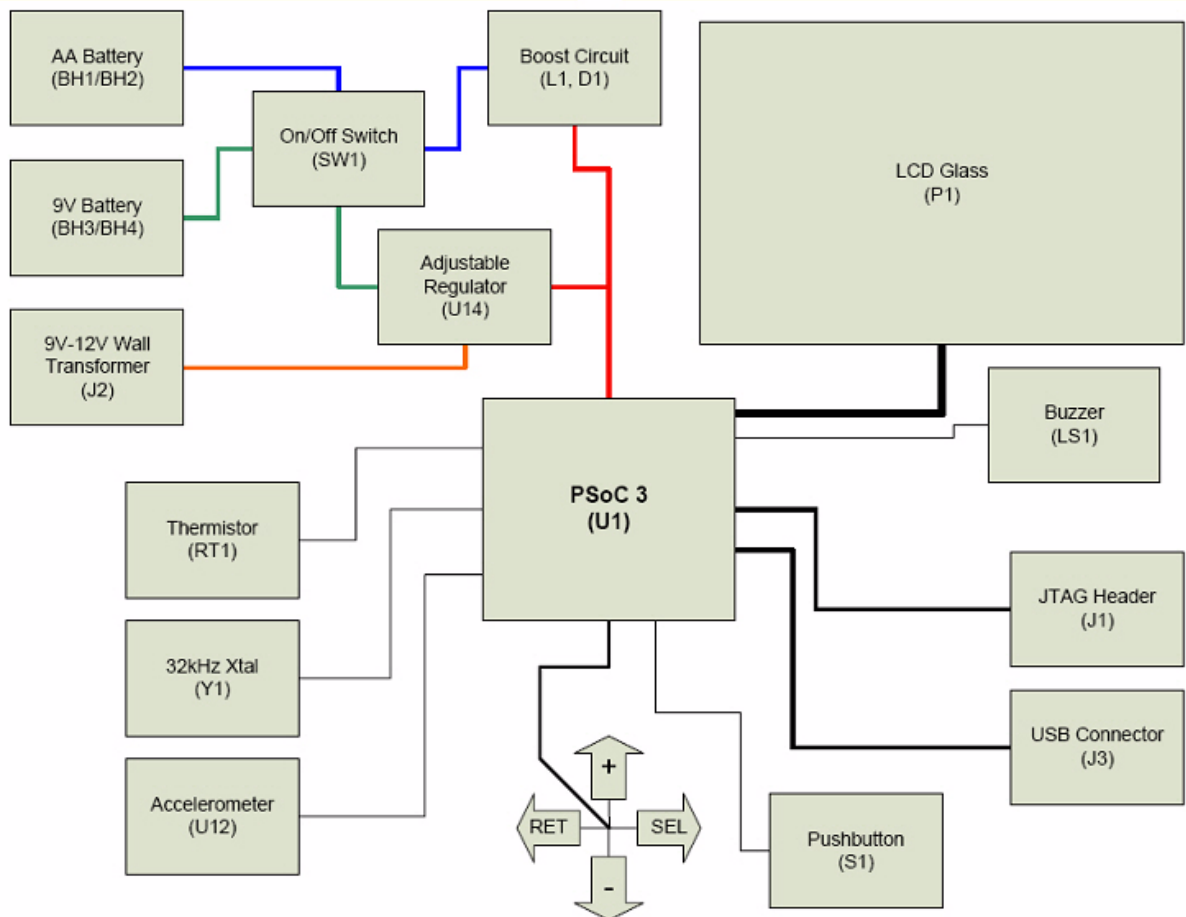 AA Battery
(BH1/BH2)
Boost Circuit
(L1, D1)
On/Off Switch
(SW1)
LCD Glass
(P1)
9V Battery
(BH3/BH4)
Adjustable
Regulator
(U14)
9V-12V Wall
Transformer
(J2)
Buzzer
(LS1)
PSoC 3
(U1)
Thermistor
(RT1)
JTAG Header
(J1)
32kHz Xtal
(Y1)
USB Connector
(J3)
Accelerometer
(U12)
+
RET
SEL
-
Pushbutton
(S1)